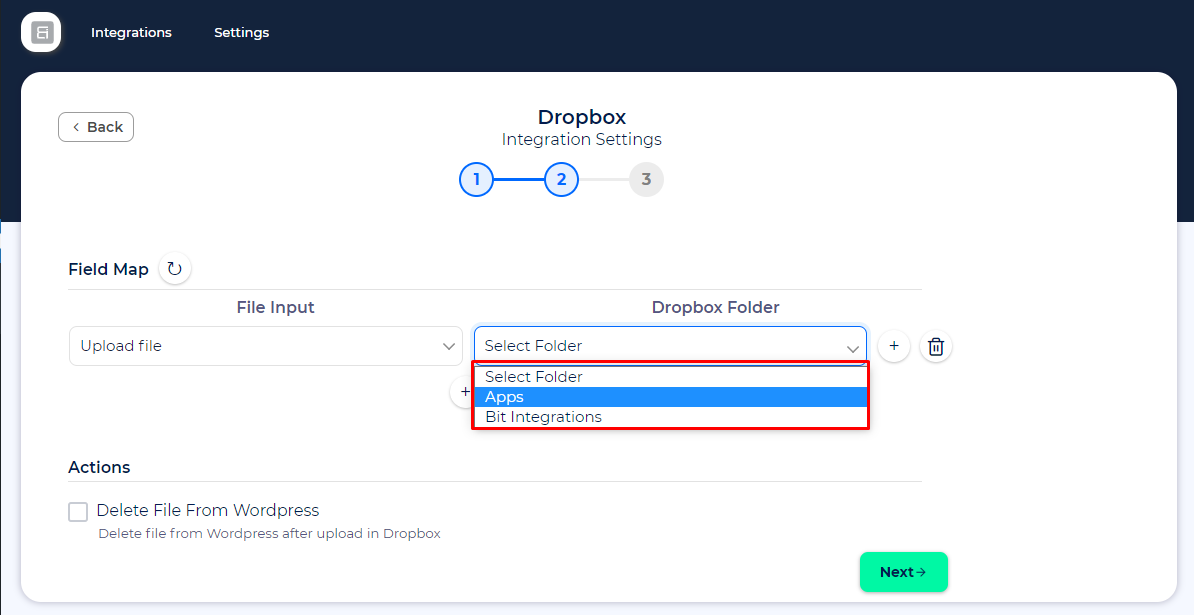 Integrations Settings
Back
Dropbox
Integration Settings
1 2 3
Field Map
File Input Dropbox Folder
Upload file Select Folder +
Select Folder
+ Apps
Bit Integrations
Actions
Delete File From Wordpress
Delete file from Wordpress after upload in Dropbox
Next